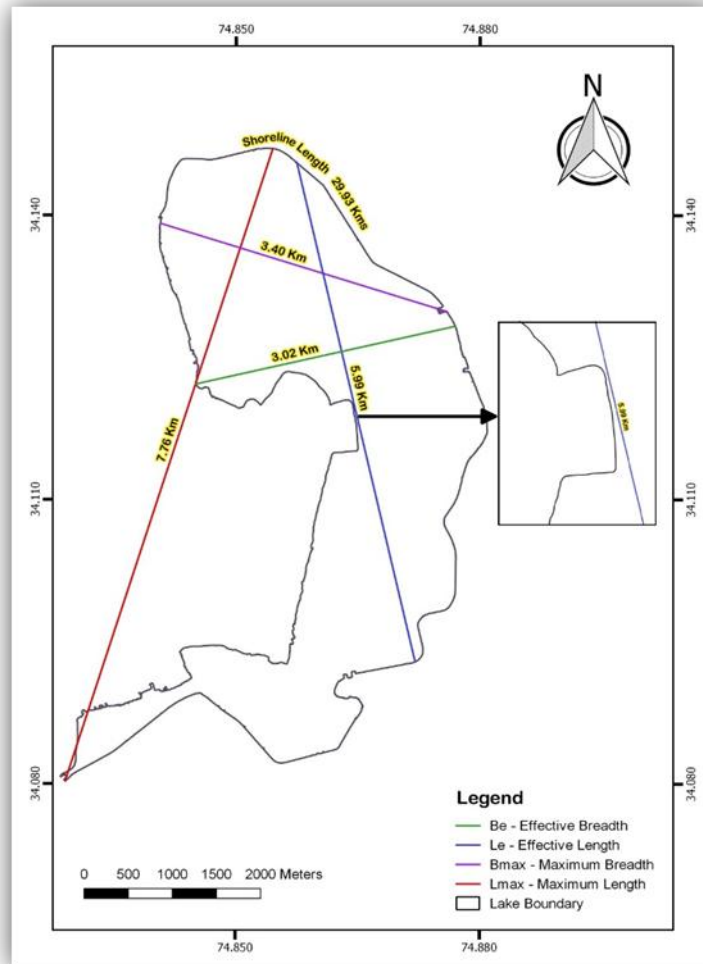 74.850 74.880
N
Shoreline Length 29.93 Kms
34.140 34.140
3.40 Km
3.02 Km
5.99 Km
5.99 Km
7.76 Km
34.110 34.110
34.080 34.080
Legend
Be - Effective Breadth
Le - Effective Length
Bmax - Maximum Breadth
Lmax - Maximum Length
Lake Boundary
0 500 1000 1500 2000 Meters
74.850 74.880